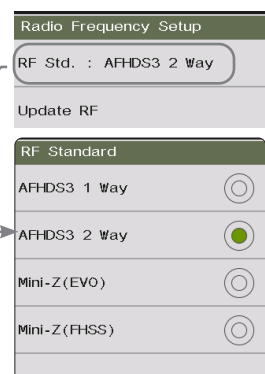 Radio Frequency Setup
RF Std. : AFHDS3 2 Way
Update RF
RF Standard
AFHDS3 1 Way
AFHDS3 2 Way
Mini-Z(EVO)
Mini-Z(FHSS)